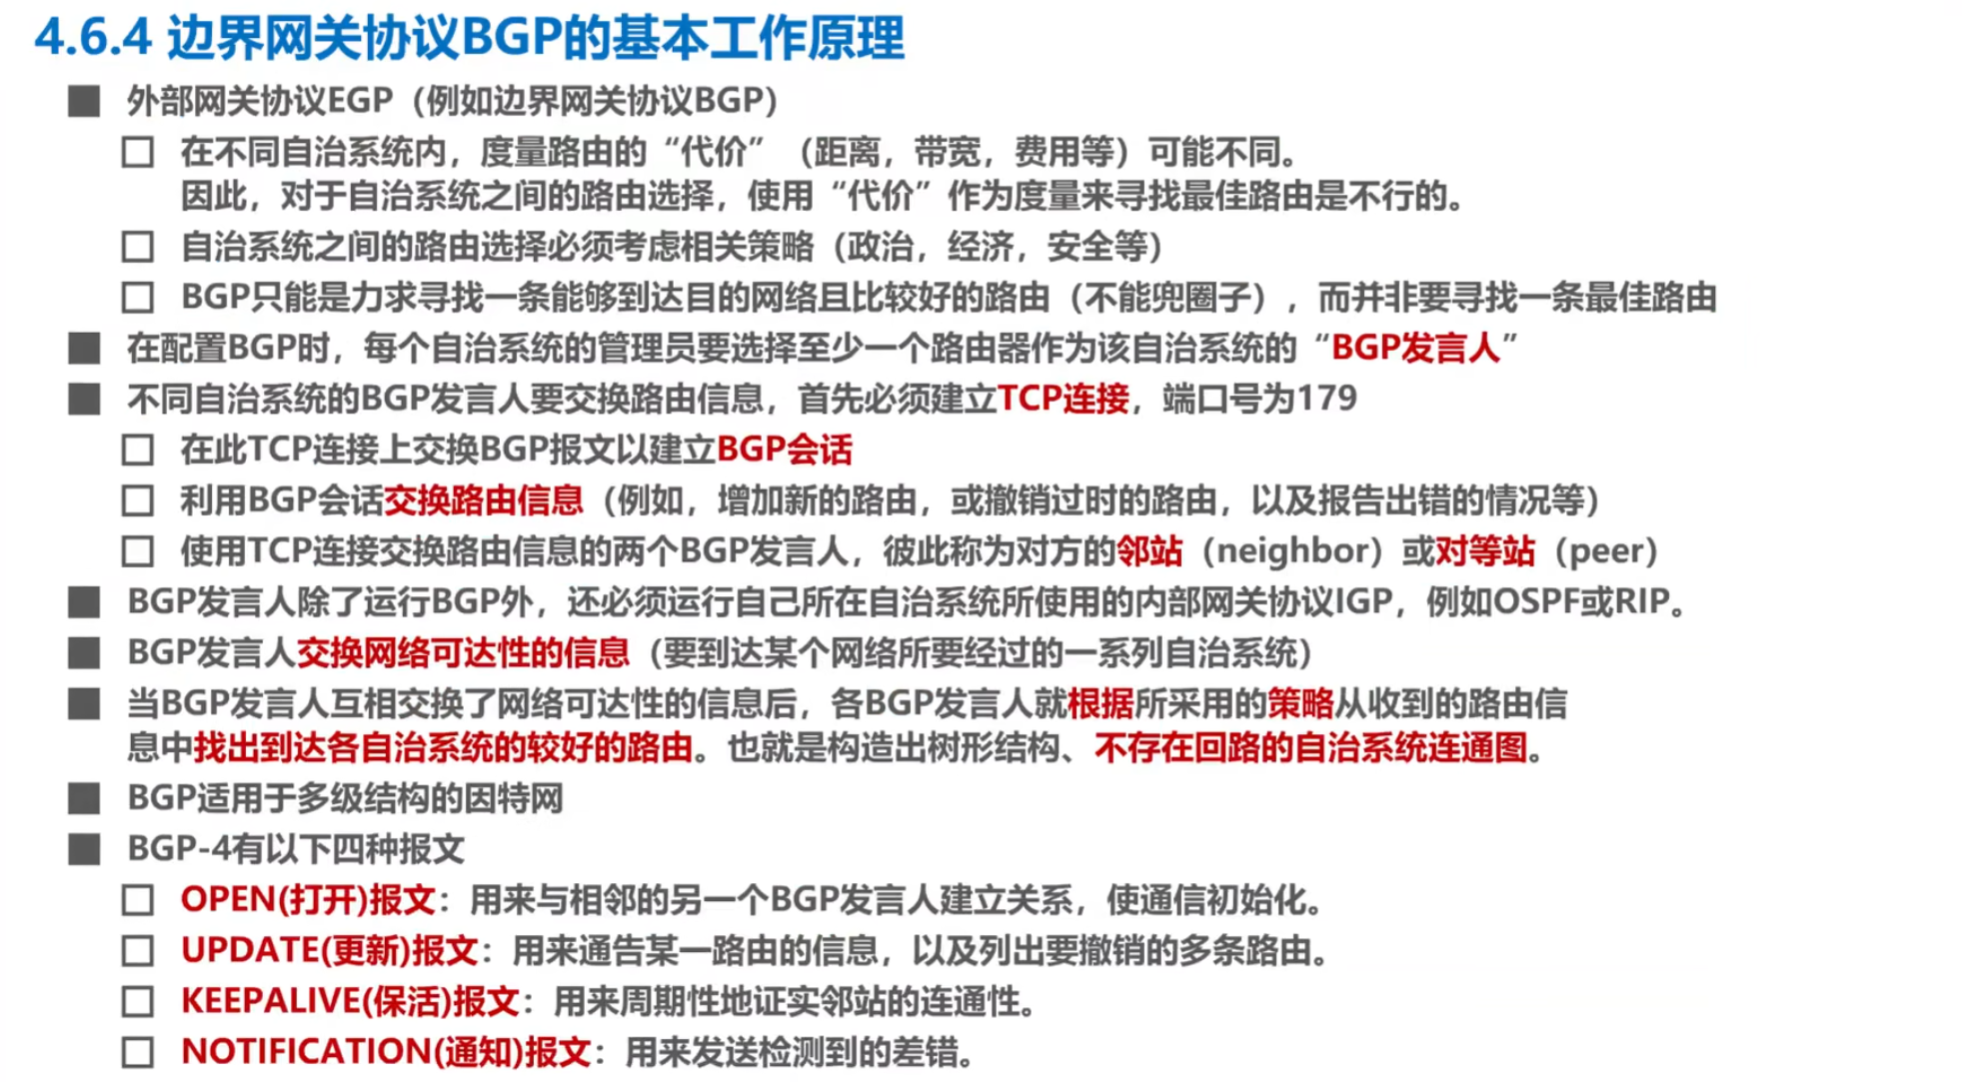 4.6.4 边界网关协议BGP的基本工作原理
外部网关协议EGP（例如边界网关协议BGP）
在不同自治系统内，度量路由的“代价”（距离，带宽，费用等）可能不同。
因此，对于自治系统之间的路由选择，使用“代价”作为度量来寻找最佳路由是不行的。
自治系统之间的路由选择必须考虑相关策略（政治，经济，安全等）
BGP只能是力求寻找一条能够到达目的网络且比较好的路由（不能兜圈子），而并非要寻找一条最佳路由
在配置BGP时，每个自治系统的管理员要选择至少一个路由器作为该自治系统的“BGP发言人”
不同自治系统的BGP发言人要交换路由信息，首先必须建立TCP连接，端口号为179
在此TCP连接上交换BGP报文以建立BGP会话
利用BGP会话交换路由信息（例如，增加新的路由，或撤销过时的路由，以及报告出错的情况等）
使用TCP连接交换路由信息的两个BGP发言人，彼此称为对方的邻站（neighbor）或对等站（peer）
BGP发言人除了运行BGP外，还必须运行自己所在自治系统所使用的内部网关协议IGP，例如OSPF或RIP。
BGP发言人交换网络可达性的信息（要到达某个网络所要经过的一系列自治系统）
当BGP发言人互相交换了网络可达性的信息后，各BGP发言人就根据所采用的策略从收到的路由信
息中找出到达各自治系统的较好的路由。也就是构造出树形结构、不存在回路的自治系统连通图。
BGP适用于多级结构的因特网
BGP-4有以下四种报文
OPEN(打开)报文：用来与相邻的另一个BGP发言人建立关系，使通信初始化。
UPDATE(更新)报文：用来通告某一路由的信息，以及列出要撤销的多条路由。
KEEPALIVE(保活)报文：用来周期性地证实邻站的连通性。
NOTIFICATION(通知)报文：用来发送检测到的差错。